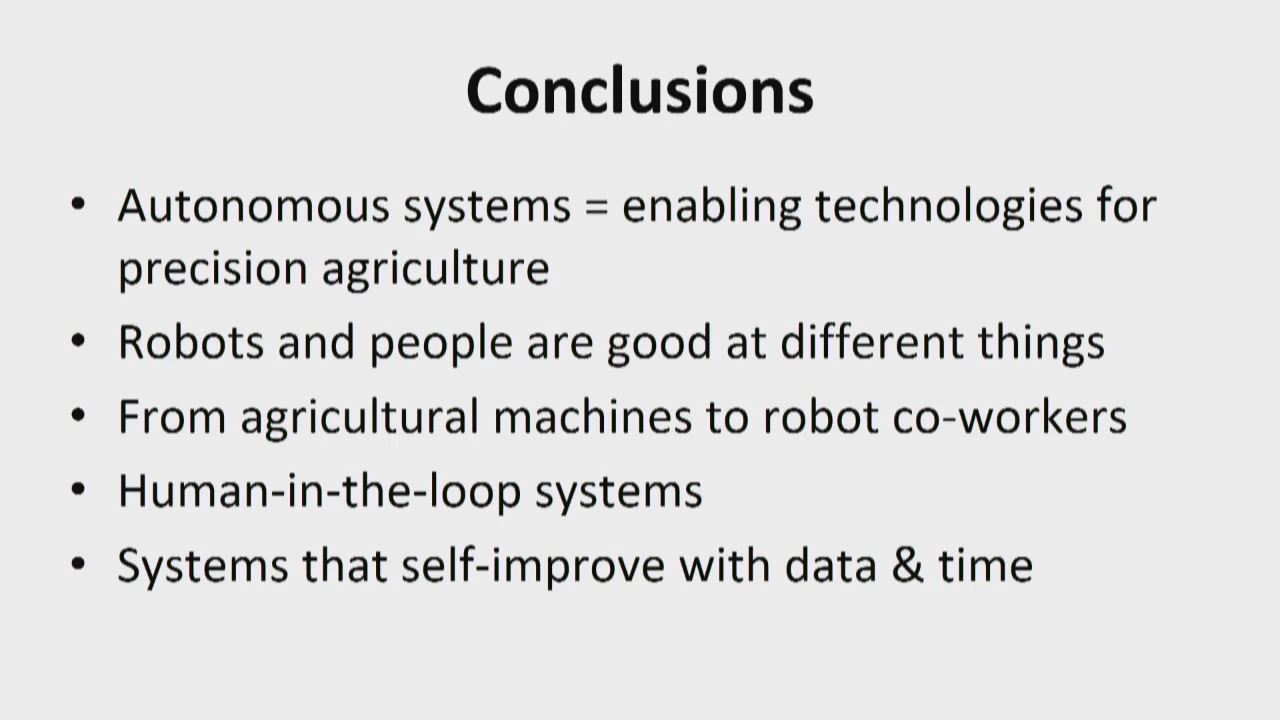 Conclusions
• Autonomous systems = enabling technologies for
precision agriculture
• Robots and people are good at different things
• From agricultural machines to robot co-workers
• Human-in-the-loop systems
• Systems that self-improve with data & time